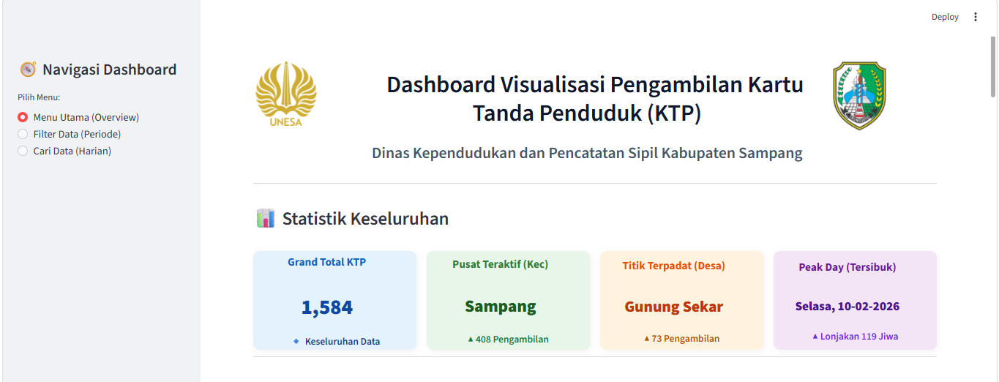 Deploy
Navigasi Dashboard
Pilih Menu:
Menu Utama (Overview)
Filter Data (Periode)
Cari Data (Harian)
UNESA
Dashboard Visualisasi Pengambilan Kartu
Tanda Penduduk (KTP)
Dinas Kependudukan dan Pencatatan Sipil Kabupaten Sampang
Statistik Keseluruhan
Grand Total KTP
1,584
Keseluruhan Data
Pusat Teraktif (Kec)
Sampang
▲ 408 Pengambilan
Titik Terpadat (Desa)
Gunung Sekar
▲ 73 Pengambilan
Peak Day (Tersibuk)
Selasa, 10-02-2026
▲ Lonjakan 119 Jiwa